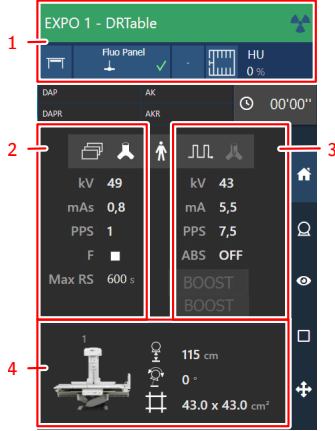 EXPO 1 - DRTable
1
Fluo Panel
HU
0 %
DAP
AK
DAPR
AKR
00'00''
2
3
kV 49
mAs 0,8
PPS 1
F
Max RS 600 s
kV 43
mA 5,5
PPS 7,5
ABS OFF
BOOST
BOOST
4
1
115 cm
0 °
43.0 x 43.0 cm²